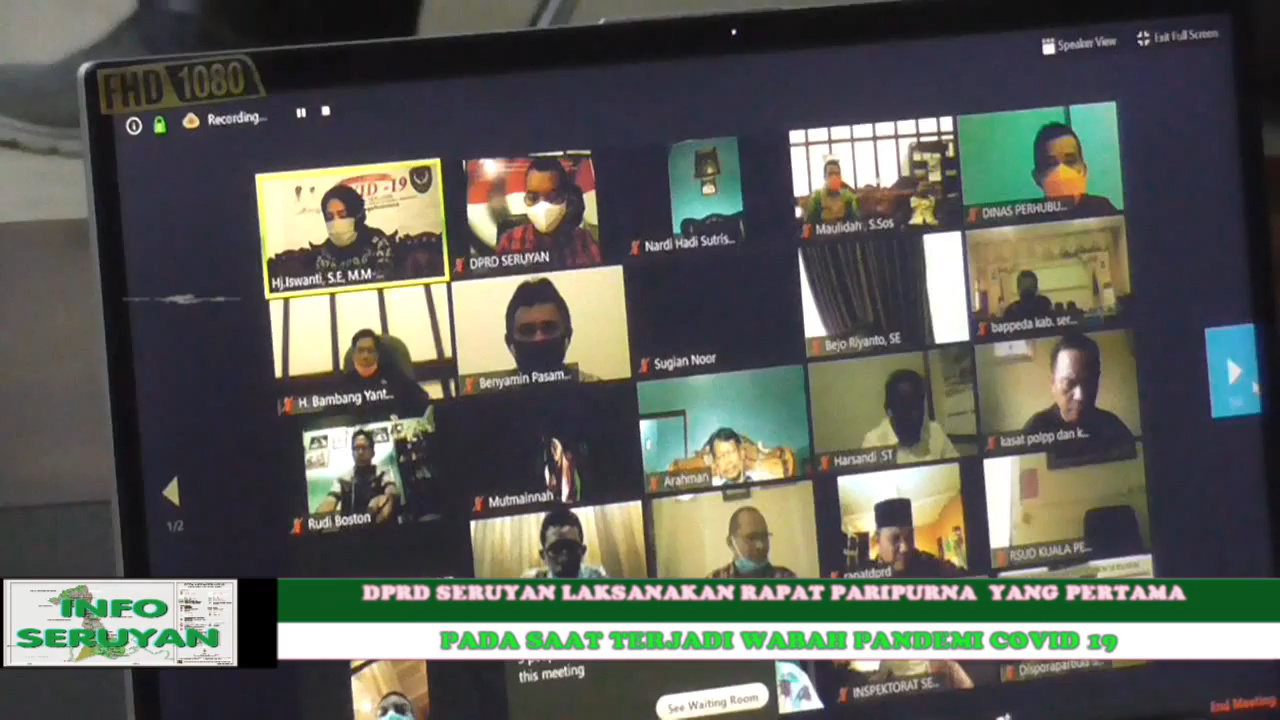 FHD 1080
Speaker View
Exit Full Screen
Recording...
Hj.Iswanti, S.E, M.M...
DPRD SERUYAN
Nardi Hadi Sutris...
Maulidah, S.Sos
DINAS PERHUBU...
H. Bambang Yant...
Benyamin Pasam...
Sugian Noor
Bejo Riyanto, SE
bappeda kab. ser...
Rudi Boston
Mutmainnah
Arahman
Harsandi .ST
kasat polpp dan k...
1/2
rapatdprd
RSUD KUALA PE...
INFO
SERUYAN
DPRD SERUYAN LAKSANAKAN RAPAT PARIPURNA YANG PERTAMA
PADA SAAT TERJADI WABAH PANDEMI COVID 19
this meeting
See Waiting Room
INSPEKTORAT SE...
End Meeting